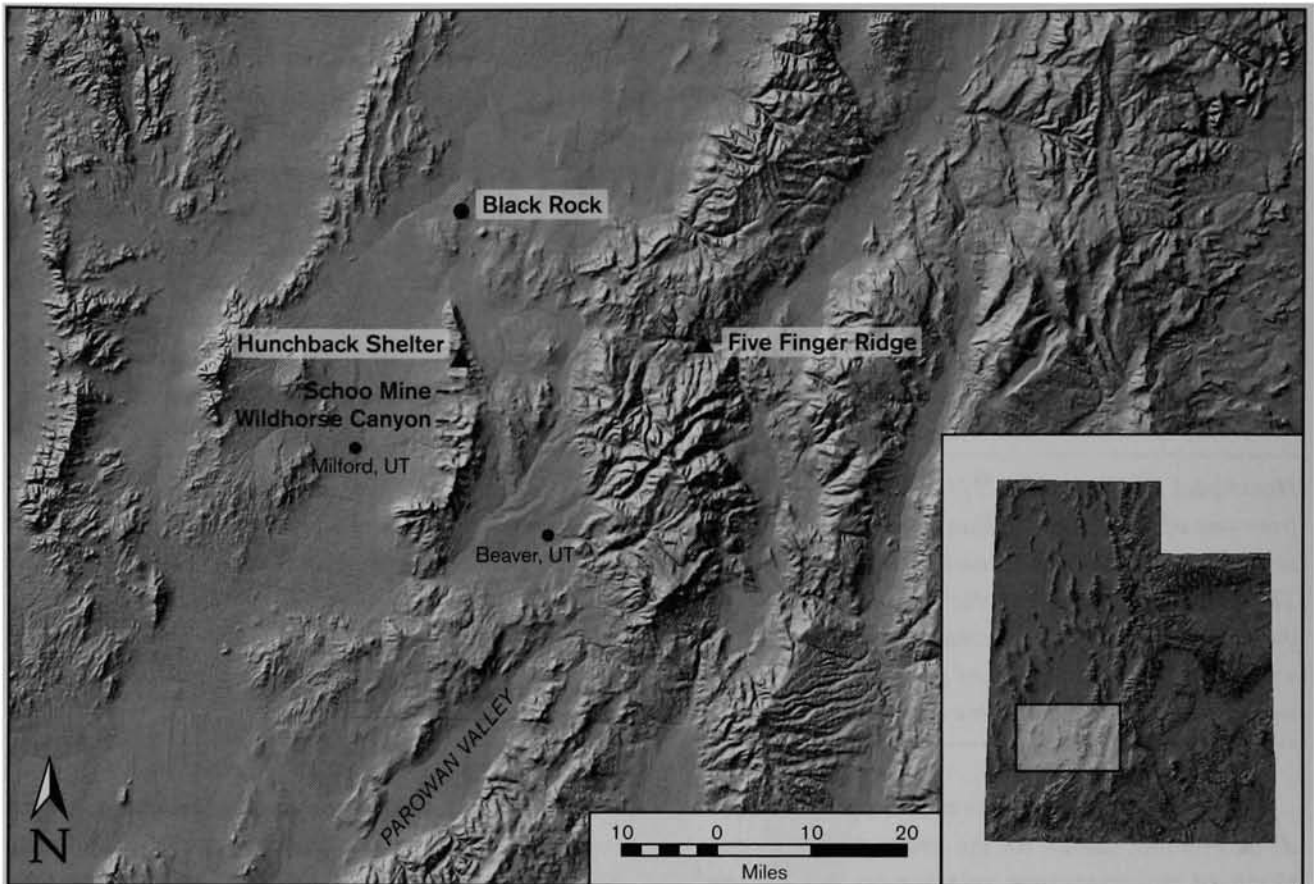 Black Rock
Hunchback Shelter
Five Finger Ridge
Schoo Mine
Wildhorse Canyon
Milford, UT
Beaver, UT
PAROWAN VALLEY
N
10 0 10 20
Miles